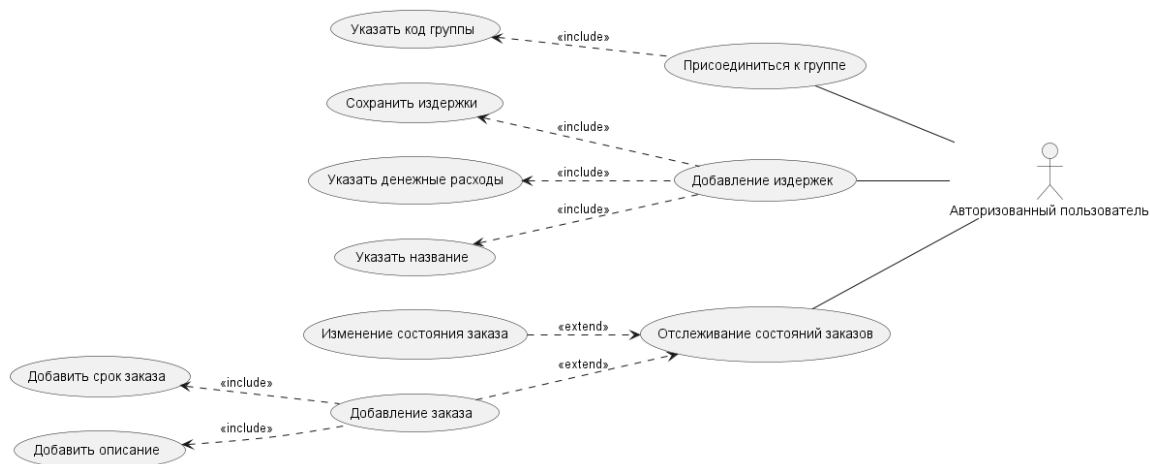 Указать код группы
«include»
Присоединиться к группе
Сохранить издержки
«include»
Указать денежные расходы
«include»
Добавление издержек
«include»
Указать название
Авторизованный пользователь
Изменение состояния заказа
«extend»
Отслеживание состояний заказов
«extend»
Добавить срок заказа
«include»
Добавление заказа
«include»
Добавить описание